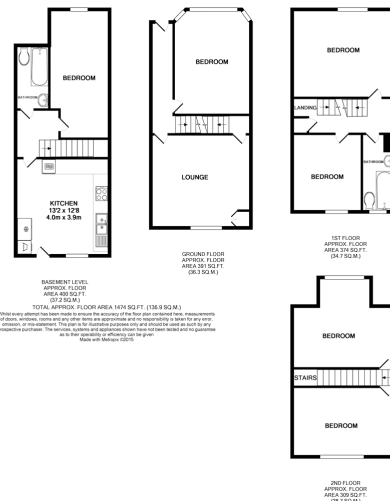 BEDROOM
BATHROOM
KITCHEN
13'2 x 12'8
4.0m x 3.9m
BASEMENT LEVEL
APPROX. FLOOR
AREA 400 SQ.FT.
(37.2 SQ.M.)
BEDROOM
LOUNGE
GROUND FLOOR
APPROX. FLOOR
AREA 391 SQ.FT.
(36.3 SQ.M.)
BEDROOM
LANDING
BATHROOM
BEDROOM
1ST FLOOR
APPROX. FLOOR
AREA 374 SQ.FT.
(34.7 SQ.M.)
TOTAL APPROX. FLOOR AREA 1474 SQ.FT. (136.9 SQ.M.)
Whilst every attempt has been made to ensure the accuracy of the floor plan contained here, measurements
of doors, windows, rooms and any other items are approximate and no responsibility is taken for any error,
omission, or mis-statement. This plan is for illustrative purposes only and should be used as such by any
prospective purchaser. The services, systems and appliances shown have not been tested and no guarantee
as to their operability or efficiency can be given
Made with Metropix ©2015
BEDROOM
STAIRS
BEDROOM
2ND FLOOR
APPROX. FLOOR
AREA 309 SQ.FT.